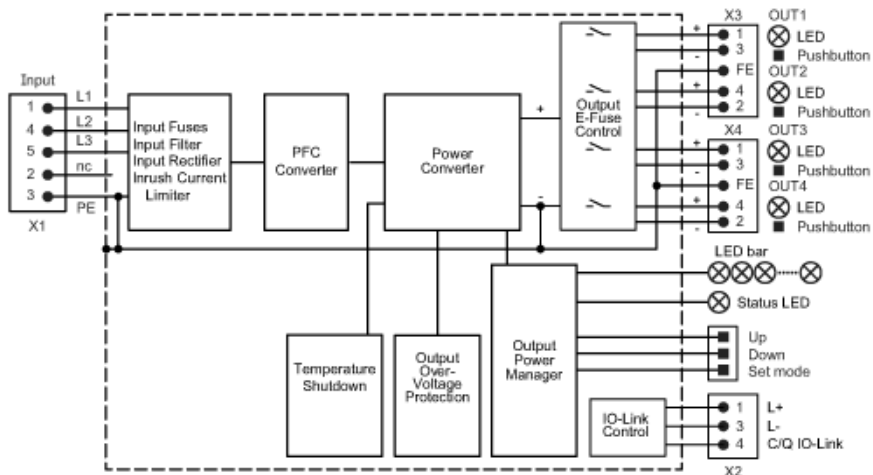 Input
1
L1
4
L2
5
L3
2
nc
3
PE
X1
Input Fuses
Input Filter
Input Rectifier
Inrush Current
Limiter
PFC
Converter
Power
Converter
+
-
Output
E-Fuse
Control
X3
+
1
-
3
FE
+
4
-
2
OUT1
LED
Pushbutton
OUT2
LED
Pushbutton
X4
+
1
-
3
FE
+
4
-
2
OUT3
LED
Pushbutton
OUT4
LED
Pushbutton
LED bar
Status LED
Up
Down
Set mode
Temperature
Shutdown
Output
Over-
Voltage
Protection
Output
Power
Manager
IO-Link
Control
1
L+
3
L-
4
C/Q IO-Link
X2